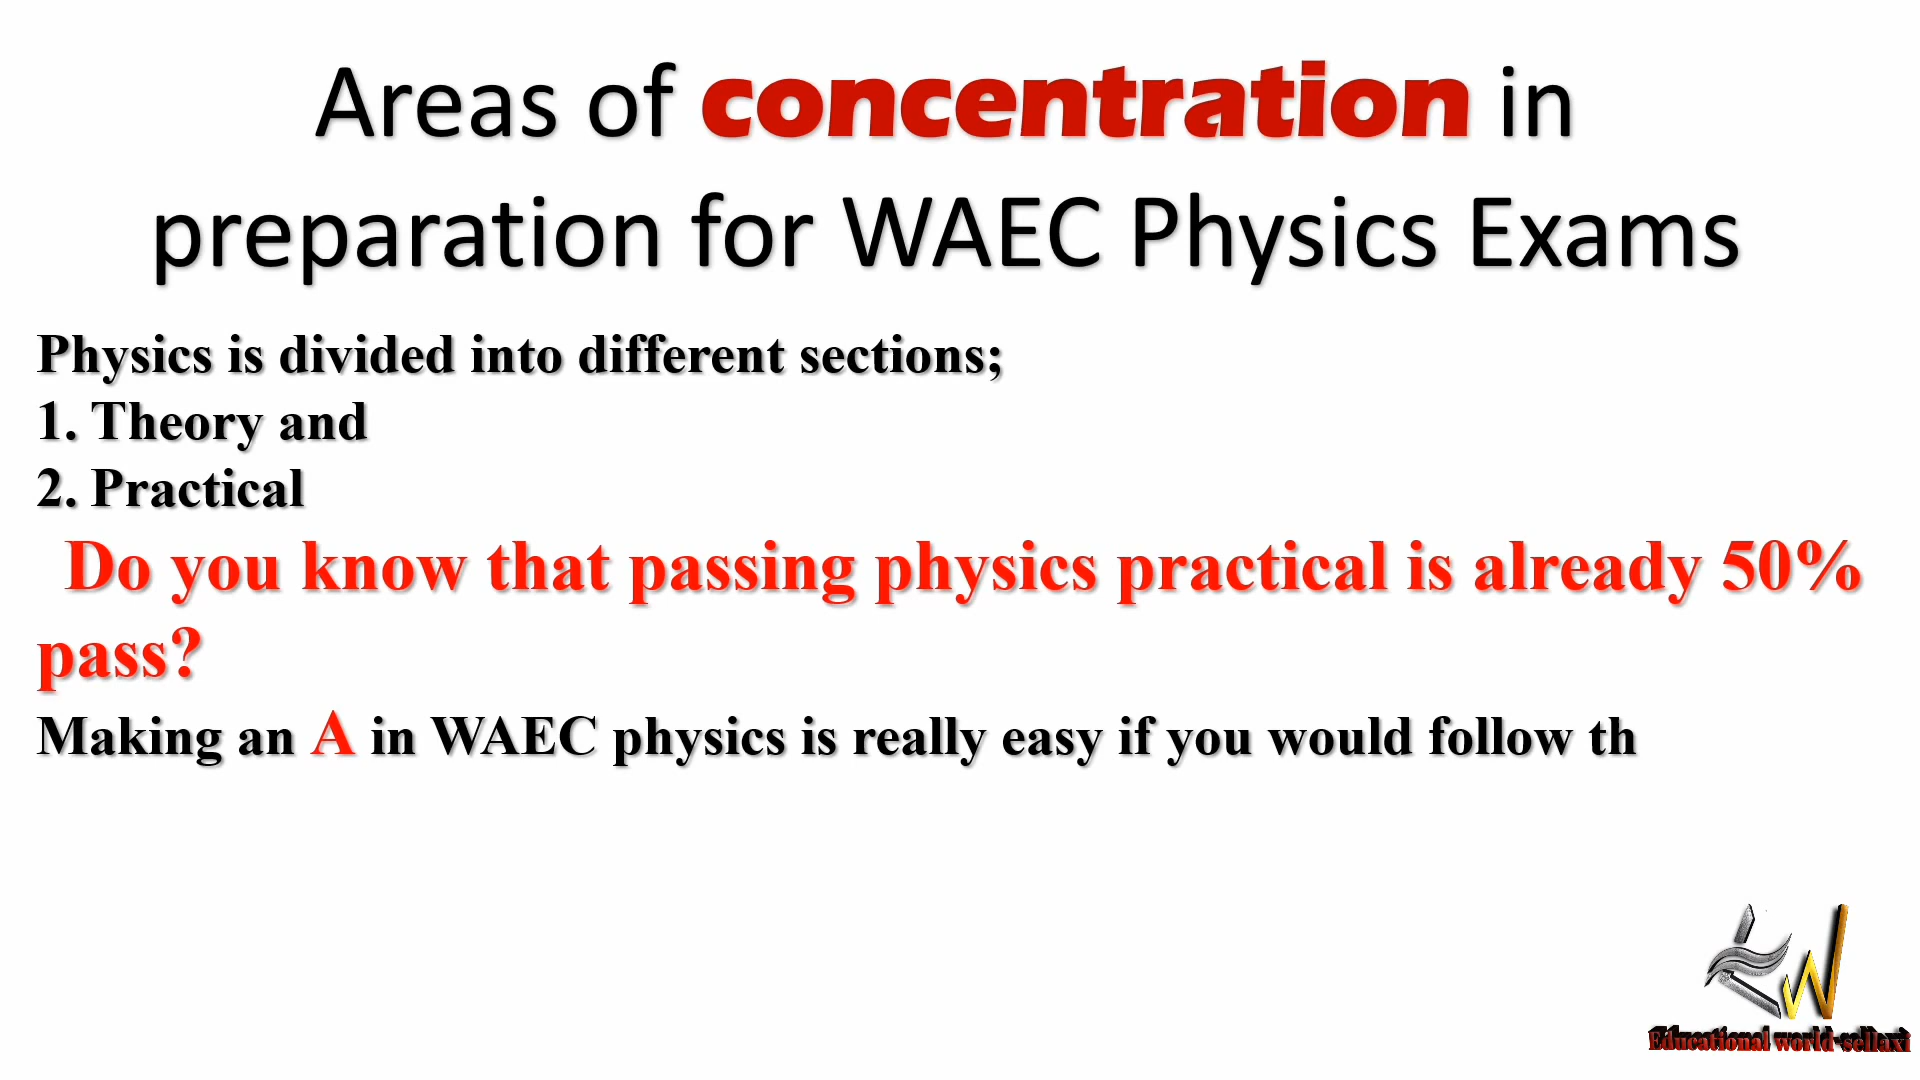 Areas of concentration in
preparation for WAEC Physics Exams
Physics is divided into different sections;
1. Theory and
2. Practical
Do you know that passing physics practical is already 50%
pass?
Making an A in WAEC physics is really easy if you would follow th
Educational world-sellaxi